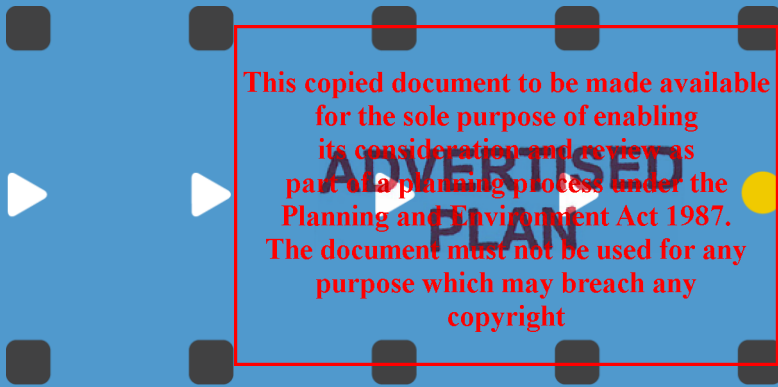 This copied document to be made available
for the sole purpose of enabling
its consideration and review as
part of a planning process under the
Planning and Environment Act 1987.
The document must not be used for any
purpose which may breach any
copyright
ADVERTISED
PLAN